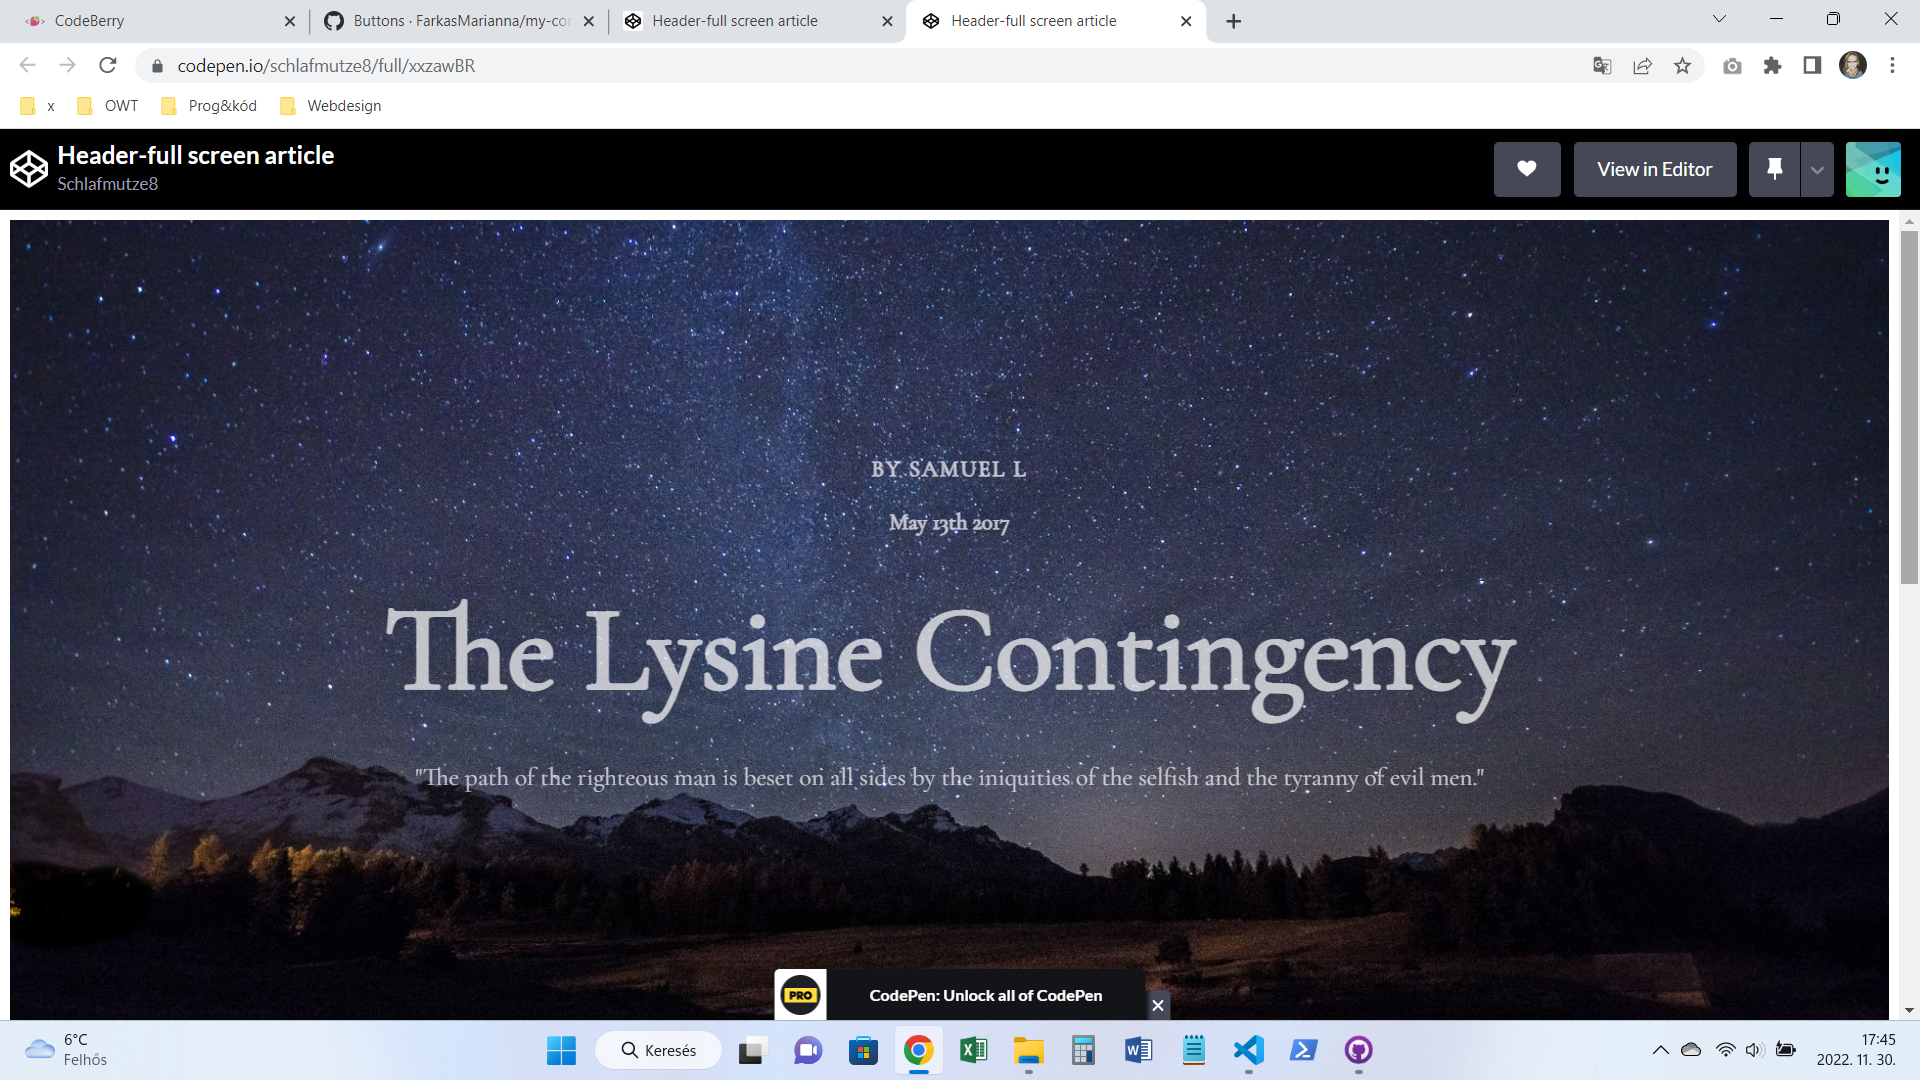 CodeBerry
Buttons · FarkasMarianna/my-cor
Header-full screen article
Header-full screen article
codepen.io/schlafmutze8/full/xxzawBR
x
OWT
Prog&kód
Webdesign
Header-full screen article
Schlafmutze8
View in Editor
BY SAMUEL L
May 13th 2017
The Lysine Contingency
"The path of the righteous man is beset on all sides by the iniquities of the selfish and the tyranny of evil men."
PRO
CodePen: Unlock all of CodePen
6°C
Felhős
Keresés
17:45
2022. 11. 30.